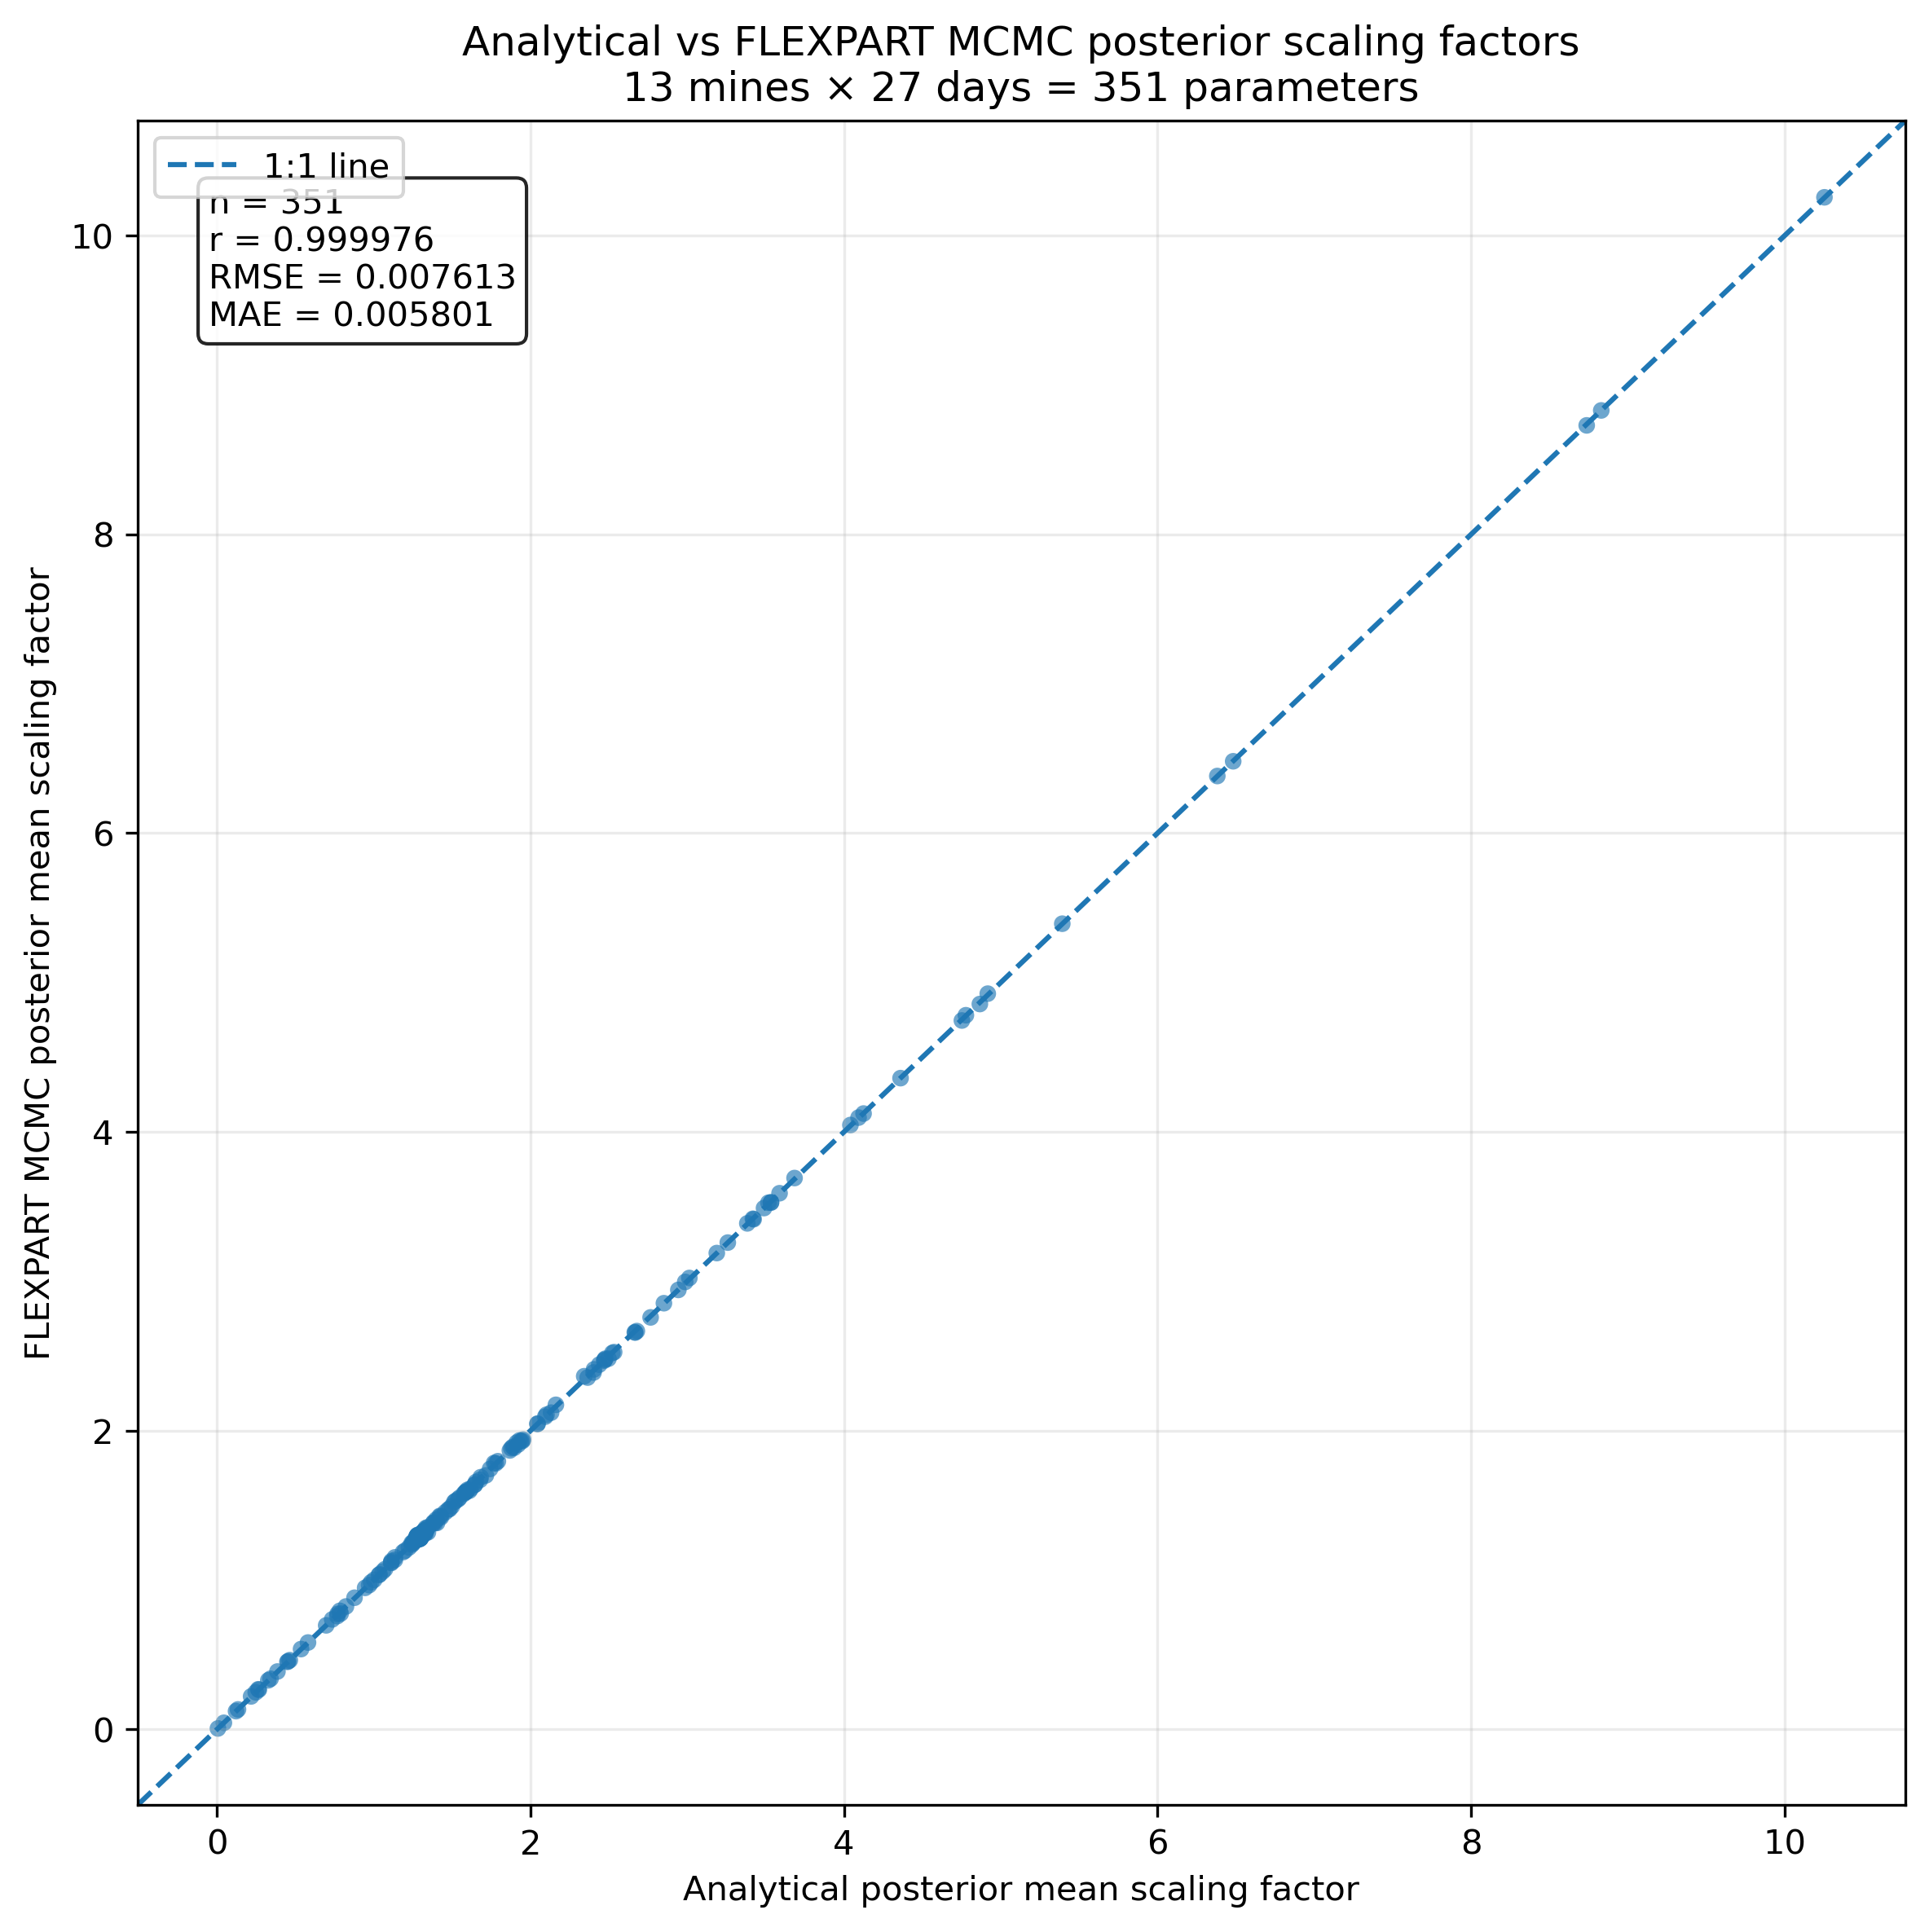 Analytical vs FLEXPART MCMC posterior scaling factors
13 mines × 27 days = 351 parameters
1:1 line
n = 351
r = 0.999976
RMSE = 0.007613
MAE = 0.005801
FLEXPART MCMC posterior mean scaling factor
10
8
6
4
2
0
0 2 4 6 8 10
Analytical posterior mean scaling factor